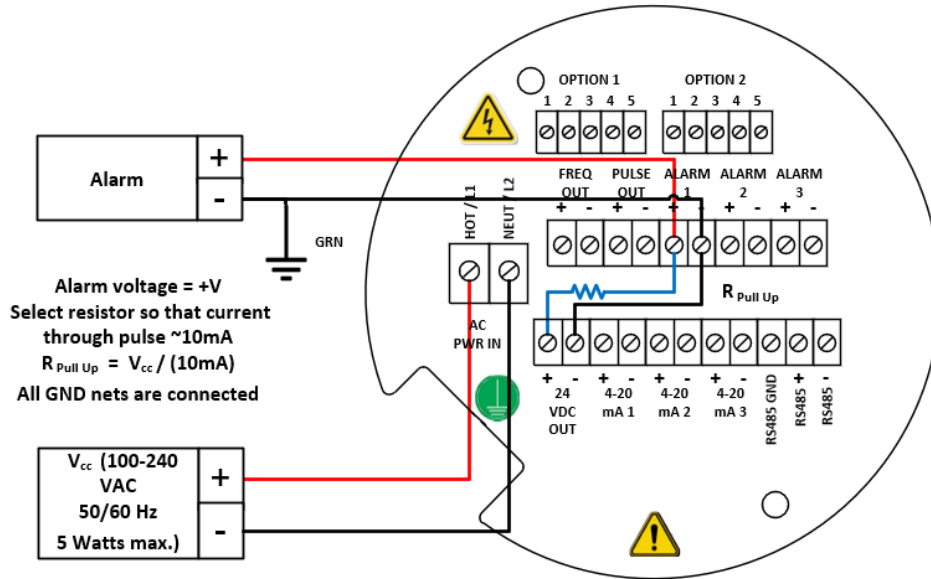 OPTION 1
OPTION 2
1 2 3 4 5
1 2 3 4 5
Alarm
+
-
GRN
HOT / L1
NEUT / L2
FREQ OUT
PULSE OUT
ALARM 1
ALARM 2
ALARM 3
+ - + - + - + - + -
Alarm voltage = +V
Select resistor so that current
through pulse ~10mA
R Pull Up = Vcc / (10mA)
All GND nets are connected
R Pull Up
AC
PWR IN
+ - + - + - + -
24
VDC
OUT
4-20
mA 1
4-20
mA 2
4-20
mA 3
RS485 GND
RS485 +
RS485 -
Vcc (100-240
VAC
50/60 Hz
5 Watts max.)
+
-
!